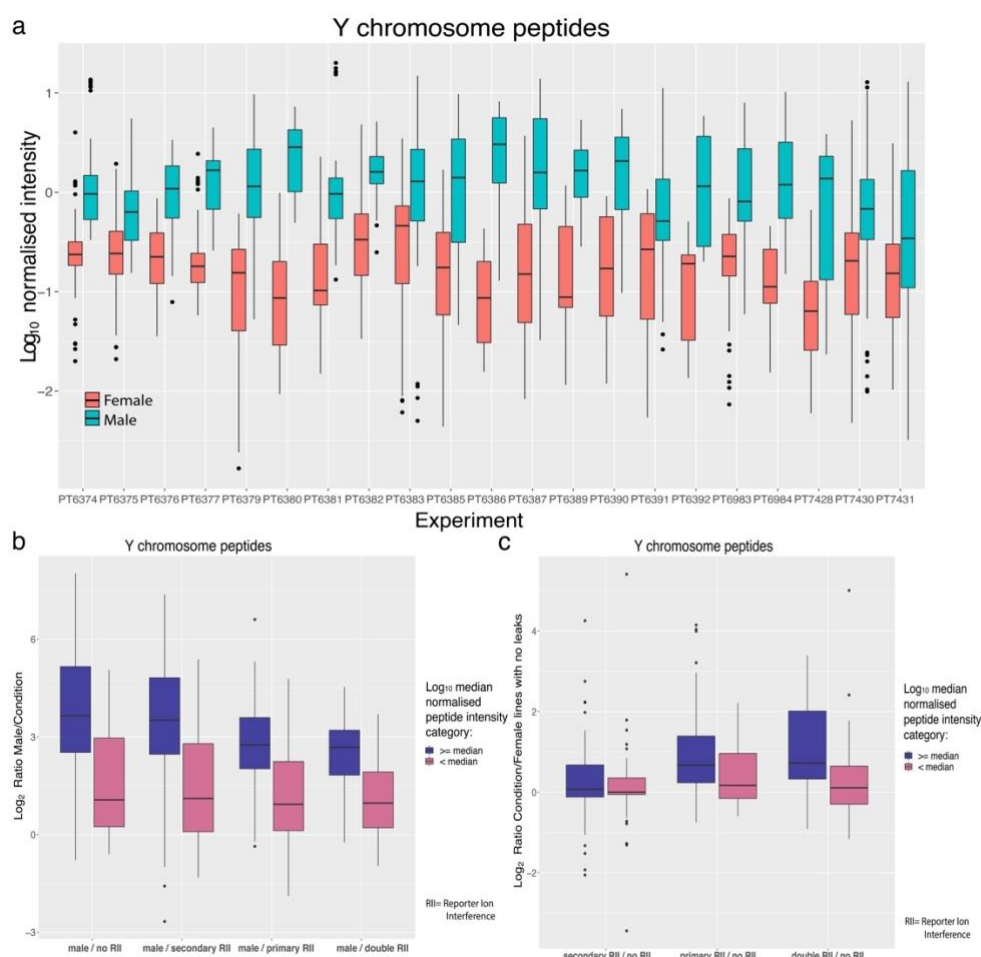 a
Y chromosome peptides
Log₁₀ normalised intensity
1
0
−1
−2
Female
Male
PT6374 PT6375 PT6376 PT6377 PT6379 PT6380 PT6381 PT6382 PT6383 PT6385 PT6386 PT6387 PT6389 PT6390 PT6391 PT6392 PT6983 PT6984 PT7428 PT7430 PT7431
Experiment
b
Y chromosome peptides
Log₂ Ratio Male/Condition
6
3
0
−3
male / no RII male / secondary RII male / primary RII male / double RII
Log₁₀ median
normalised
peptide intensity
category:
>= median
< median
RII= Reporter Ion
Interference
c
Y chromosome peptides
Log₂ Ratio Condition/Female lines with no leaks
4
2
0
−2
secondary RII / no RII primary RII / no RII double RII / no RII
Log₁₀ median
normalised
peptide intensity
category:
>= median
< median
RII= Reporter Ion
Interference